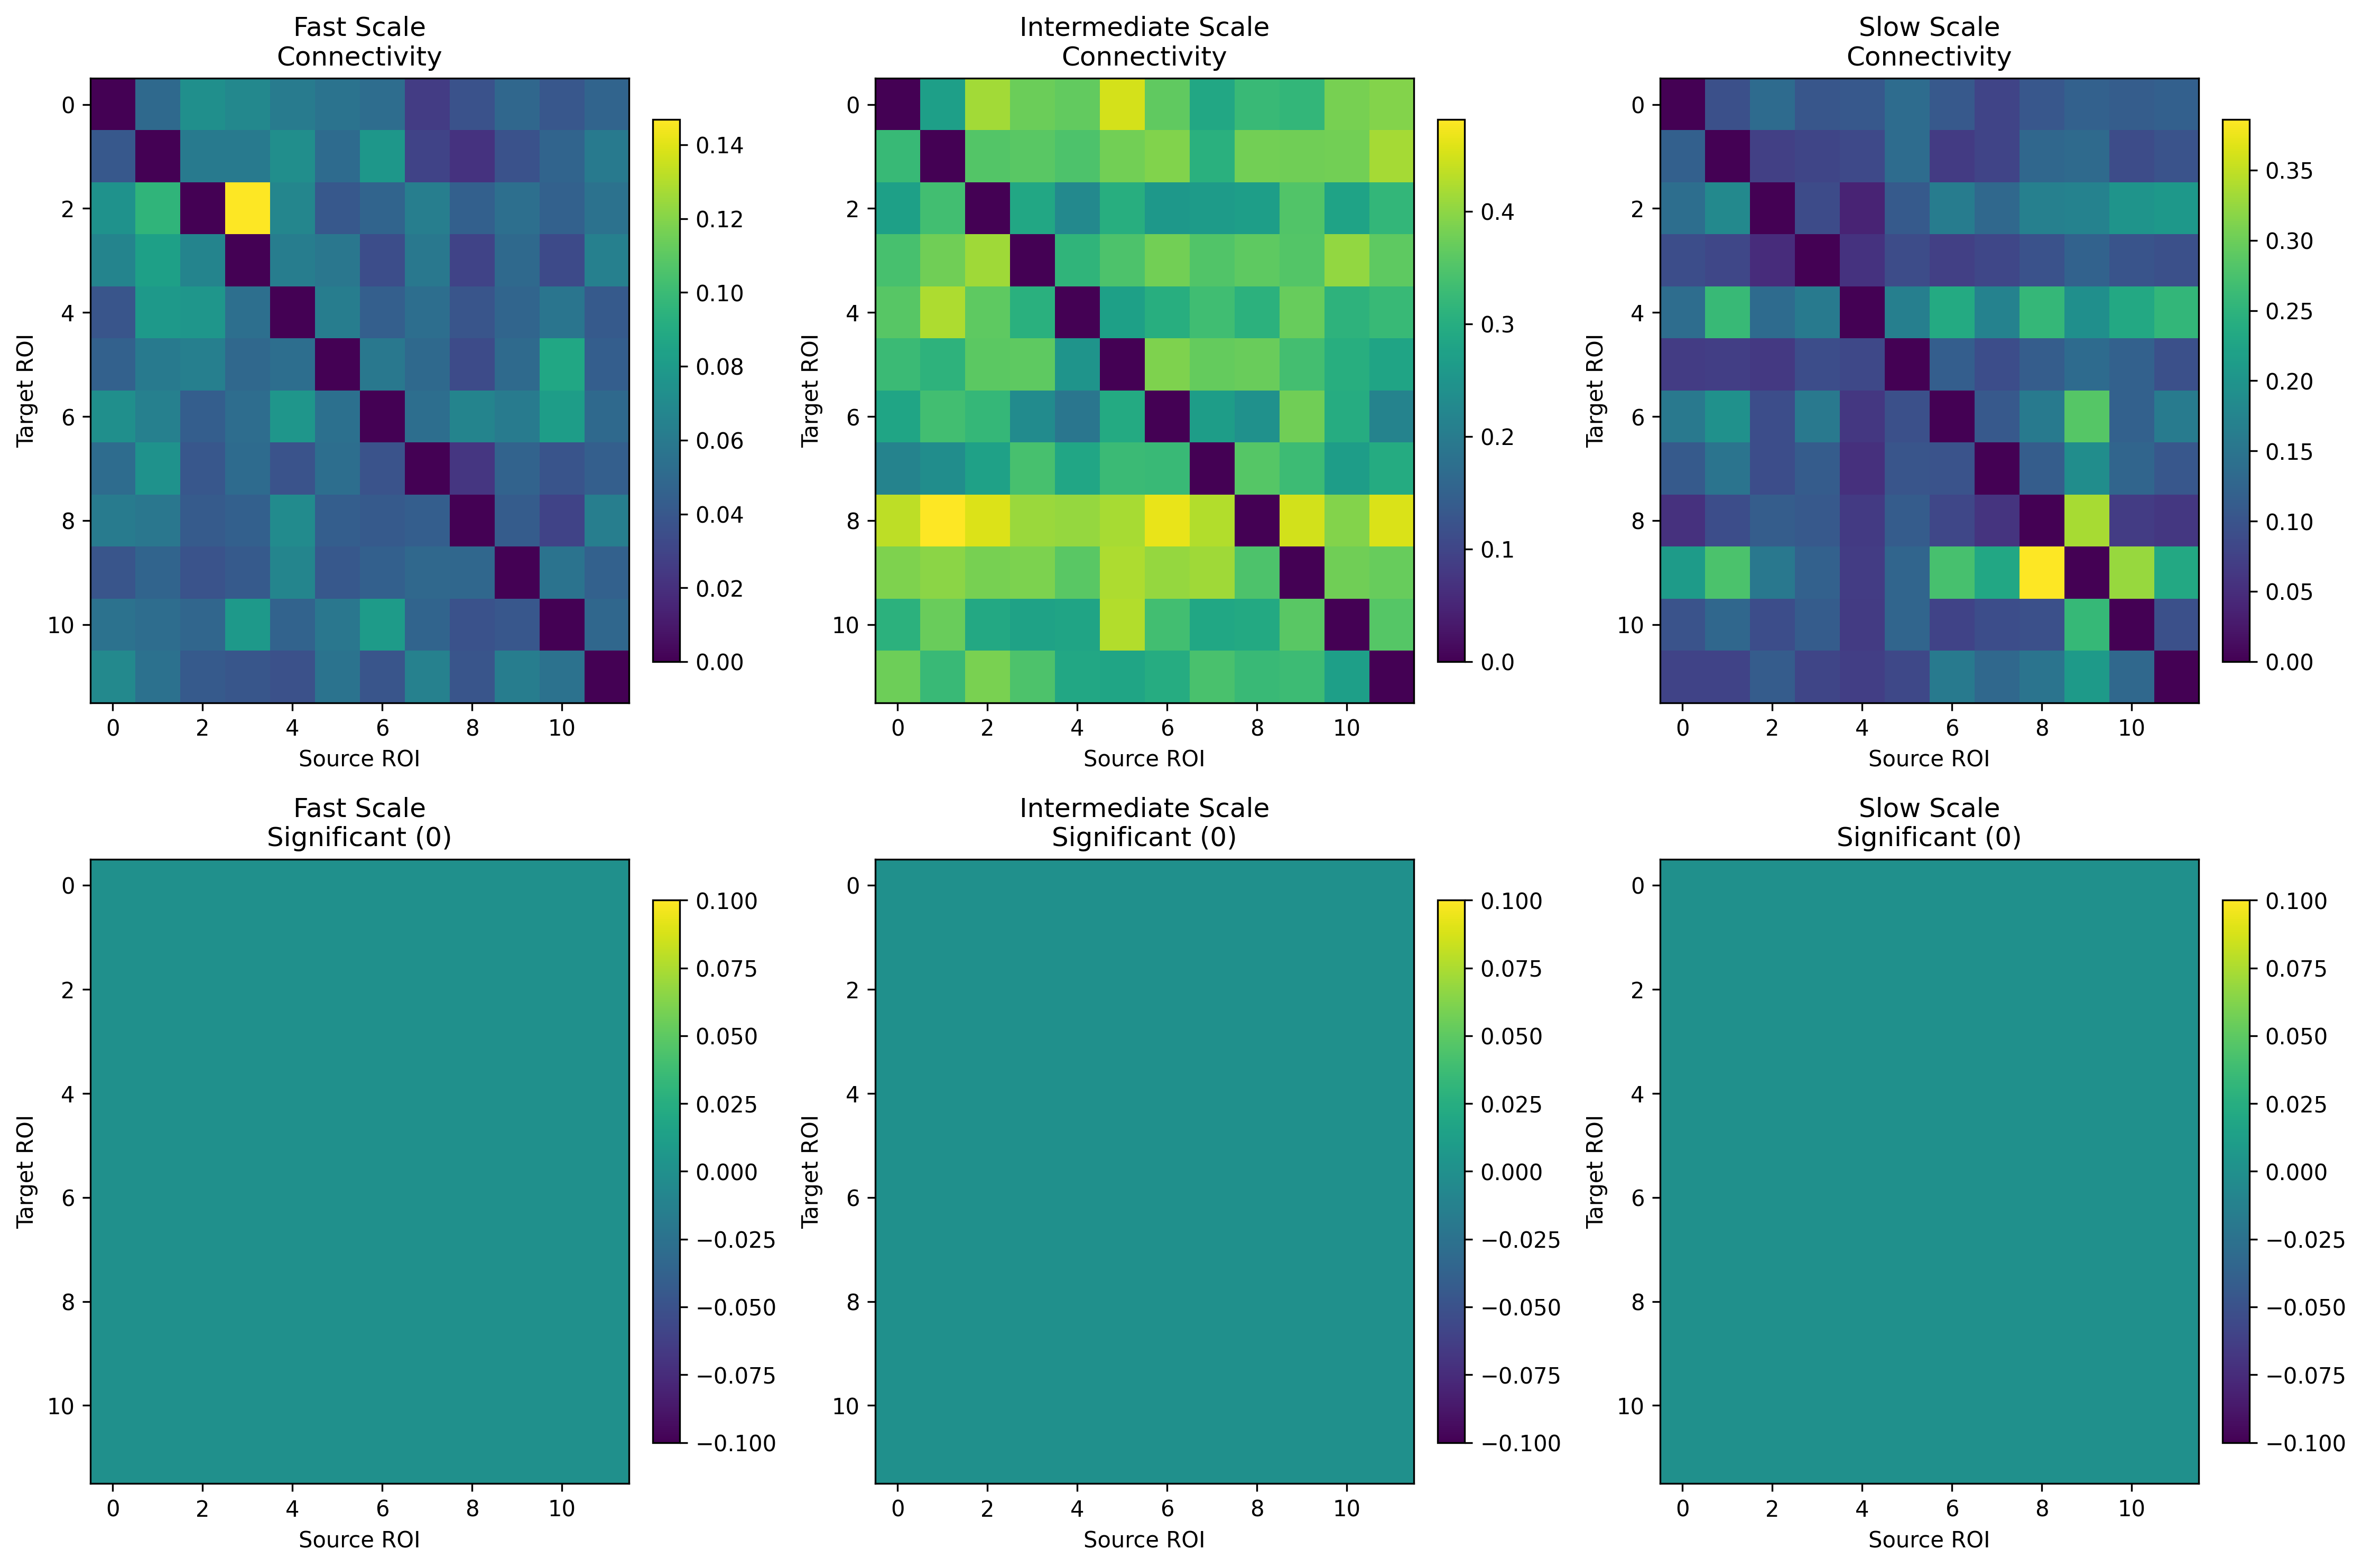 Fast Scale
Connectivity
Intermediate Scale
Connectivity
Slow Scale
Connectivity
Target ROI
0
2
4
6
8
10
0 2 4 6 8 10
Source ROI
0.14
0.12
0.10
0.08
0.06
0.04
0.02
0.00
Target ROI
0
2
4
6
8
10
0 2 4 6 8 10
Source ROI
0.4
0.3
0.2
0.1
0.0
Target ROI
0
2
4
6
8
10
0 2 4 6 8 10
Source ROI
0.35
0.30
0.25
0.20
0.15
0.10
0.05
0.00
Fast Scale
Significant (0)
Intermediate Scale
Significant (0)
Slow Scale
Significant (0)
Target ROI
0
2
4
6
8
10
0 2 4 6 8 10
Source ROI
0.100
0.075
0.050
0.025
0.000
−0.025
−0.050
−0.075
−0.100
Target ROI
0
2
4
6
8
10
0 2 4 6 8 10
Source ROI
0.100
0.075
0.050
0.025
0.000
−0.025
−0.050
−0.075
−0.100
Target ROI
0
2
4
6
8
10
0 2 4 6 8 10
Source ROI
0.100
0.075
0.050
0.025
0.000
−0.025
−0.050
−0.075
−0.100